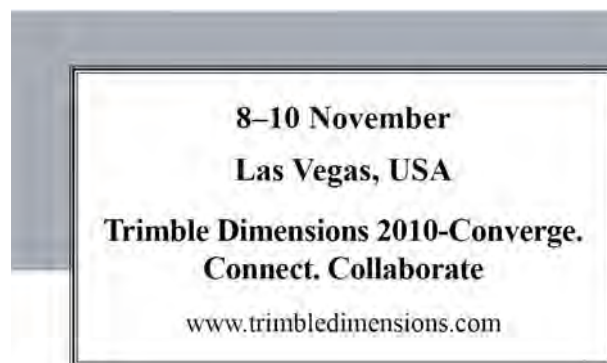 8–10 November
Las Vegas, USA
Trimble Dimensions 2010-Converge.
Connect. Collaborate
www.trimbledimensions.com